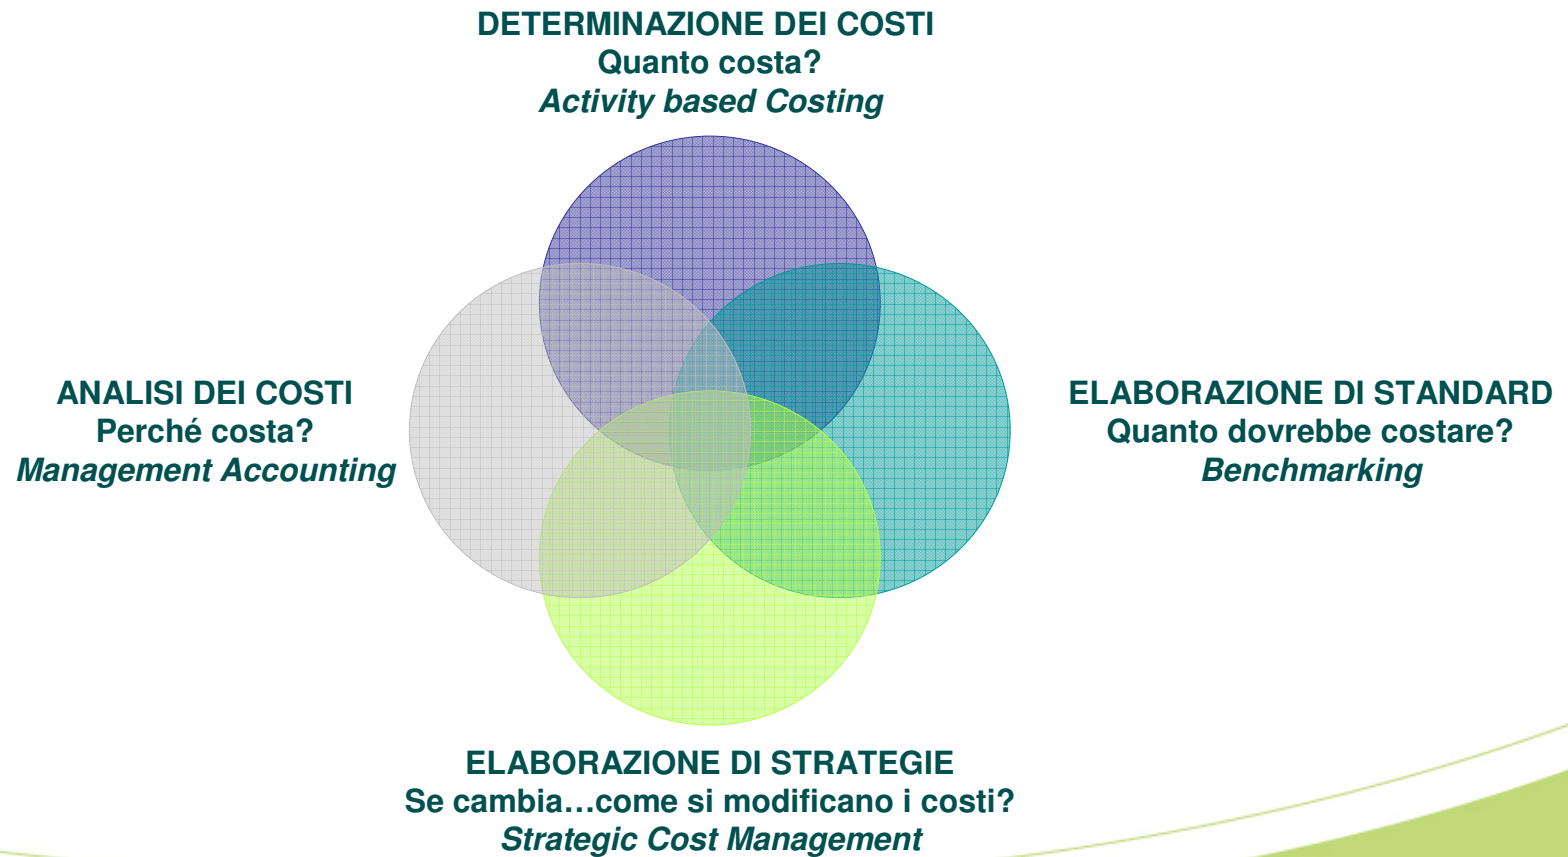 DETERMINAZIONE DEI COSTI
Quanto costa?
Activity based Costing
ANALISI DEI COSTI
Perché costa?
Management Accounting
ELABORAZIONE DI STANDARD
Quanto dovrebbe costare?
Benchmarking
ELABORAZIONE DI STRATEGIE
Se cambia…come si modificano i costi?
Strategic Cost Management